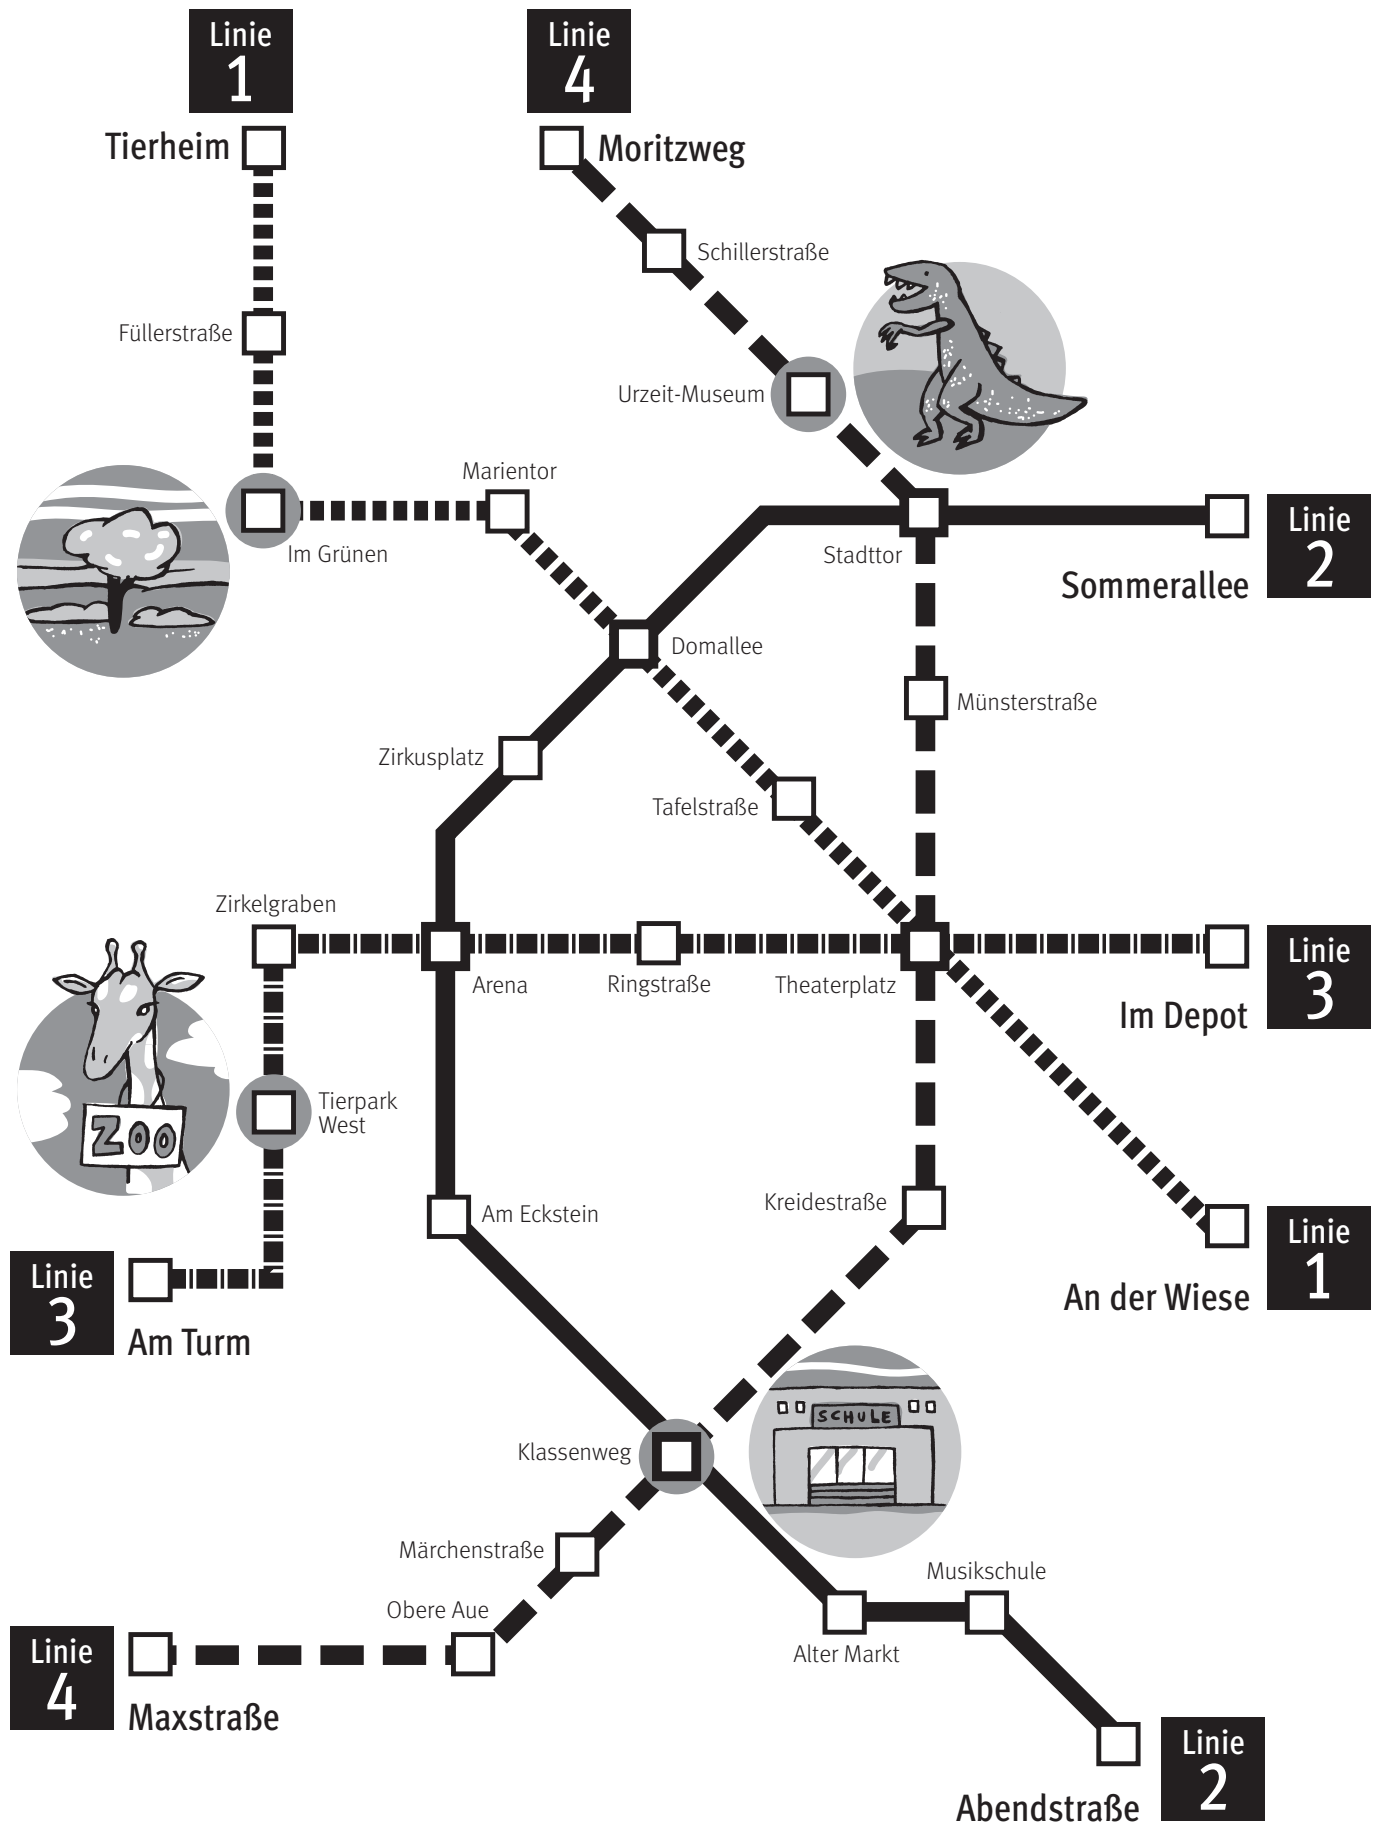 Linie
1
Linie
4
Tierheim
Moritzweg
Schillerstraße
Füllerstraße
Urzeit-Museum
Marientor
Im Grünen
Stadttor
Linie
2
Sommerallee
Domallee
Münsterstraße
Zirkusplatz
Tafelstraße
Zirkelgraben
Arena
Ringstraße
Theaterplatz
Linie
3
Im Depot
Tierpark
West
ZOO
Am Eckstein
Kreidestraße
Linie
1
An der Wiese
Linie
3
Am Turm
SCHULE
Klassenweg
Märchenstraße
Musikschule
Obere Aue
Alter Markt
Linie
4
Maxstraße
Linie
2
Abendstraße